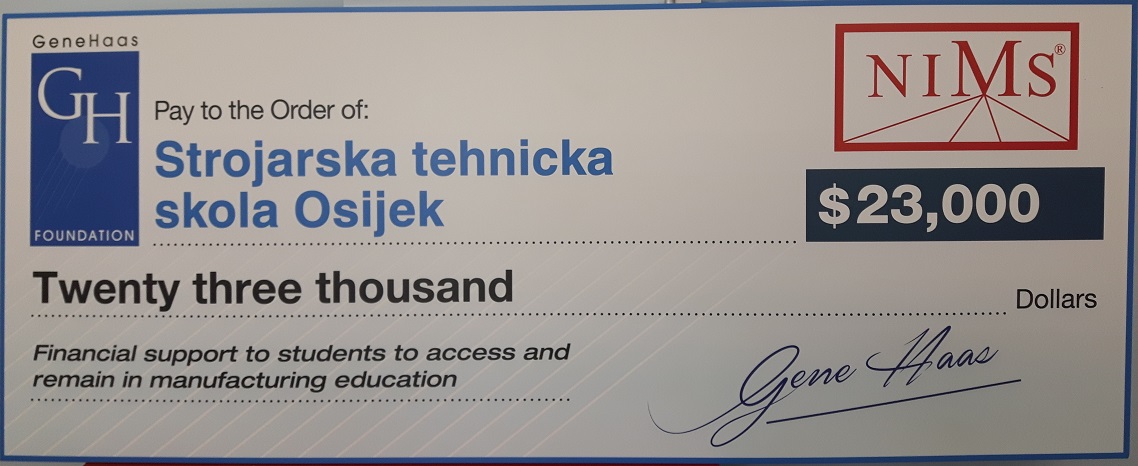 GeneHaas
GH
FOUNDATION
NIMS®
Pay to the Order of:
Strojarska tehnicka
skola Osijek
$23,000
Twenty three thousand
Dollars
Financial support to students to access and
remain in manufacturing education
Gene Haas